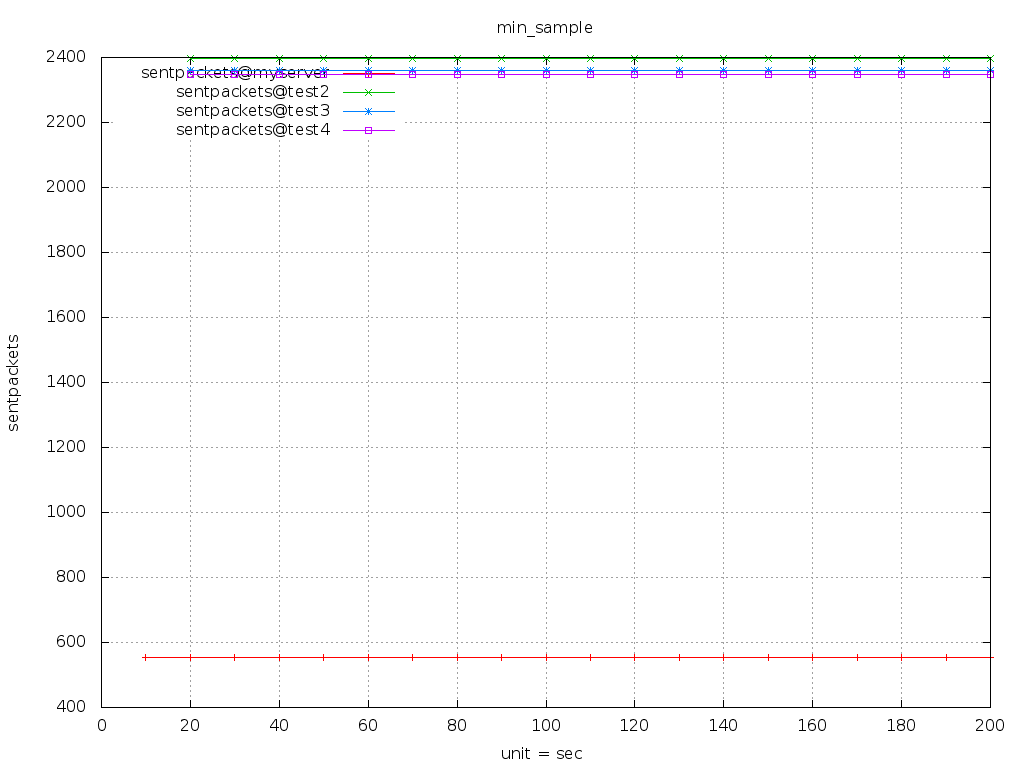 min_sample
2400
sentpackets@myserver
sentpackets@test2
sentpackets@test3
sentpackets@test4
2200
2000
1800
1600
1400
1200
1000
800
600
400
sentpackets
0 20 40 60 80 100 120 140 160 180 200
unit = sec